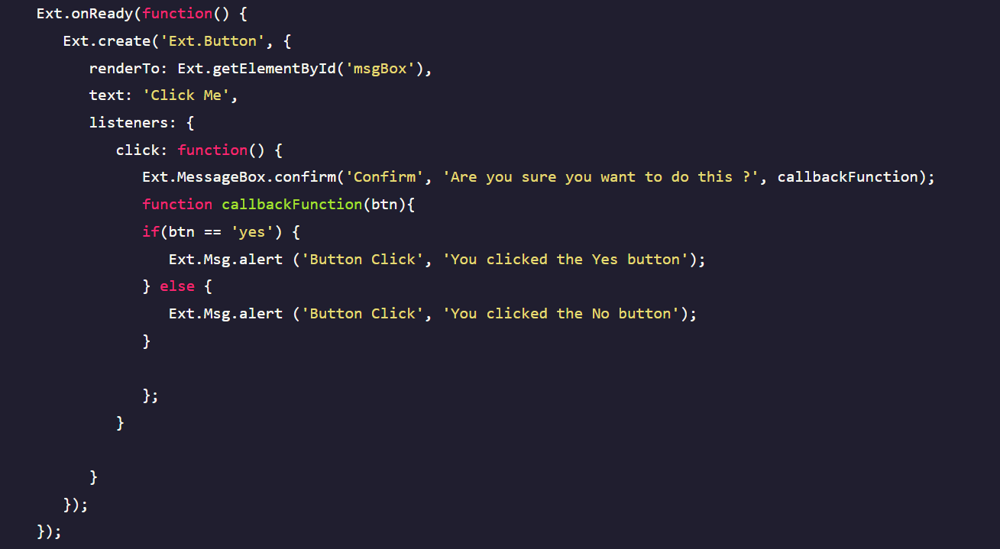 Ext.onReady(function() {
   Ext.create('Ext.Button', {
      renderTo: Ext.getElementById('msgBox'),
      text: 'Click Me',
      listeners: {
         click: function() {
            Ext.MessageBox.confirm('Confirm', 'Are you sure you want to do this ?', callbackFunction);
            function callbackFunction(btn){
            if(btn == 'yes') {
               Ext.Msg.alert ('Button Click', 'You clicked the Yes button');
            } else {
               Ext.Msg.alert ('Button Click', 'You clicked the No button');
            }

            };
         }

      }
   });
});